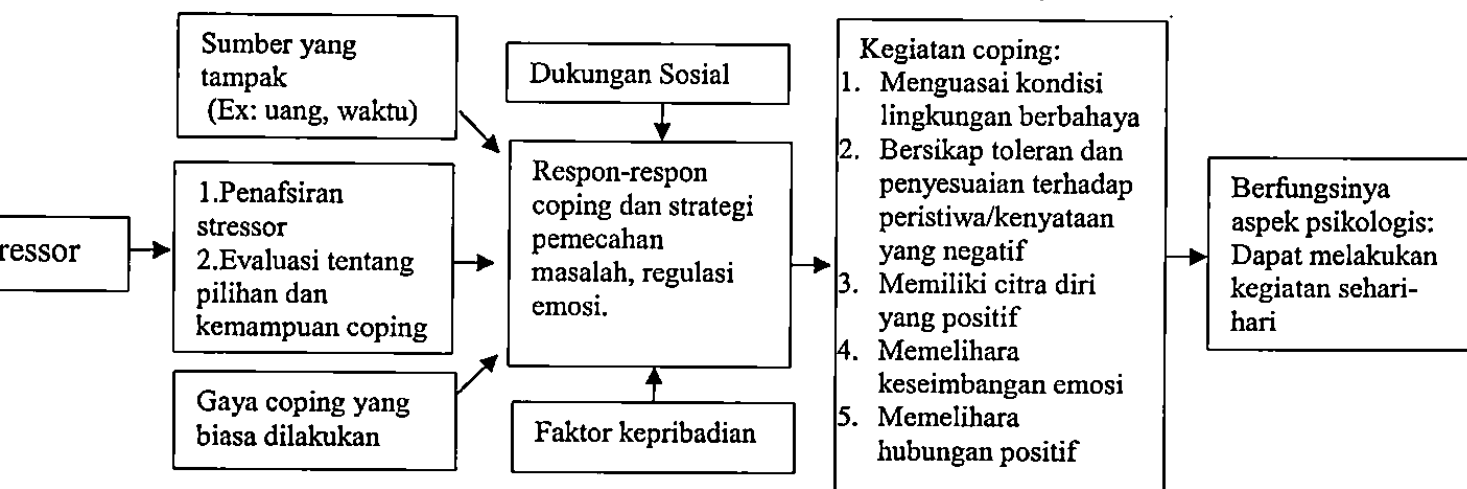 ressor
Sumber yang
tampak
(Ex: uang, waktu)
1.Penafsiran
stressor
2.Evaluasi tentang
pilihan dan
kemampuan coping
Gaya coping yang
biasa dilakukan
Dukungan Sosial
Respon-respon
coping dan strategi
pemecahan
masalah, regulasi
emosi.
Faktor kepribadian
Kegiatan coping:
1. Menguasai kondisi
lingkungan berbahaya
2. Bersikap toleran dan
penyesuaian terhadap
peristiwa/kenyataan
yang negatif
3. Memiliki citra diri
yang positif
4. Memelihara
keseimbangan emosi
5. Memelihara
hubungan positif
Berfungsinya
aspek psikologis:
Dapat melakukan
kegiatan sehari-
hari